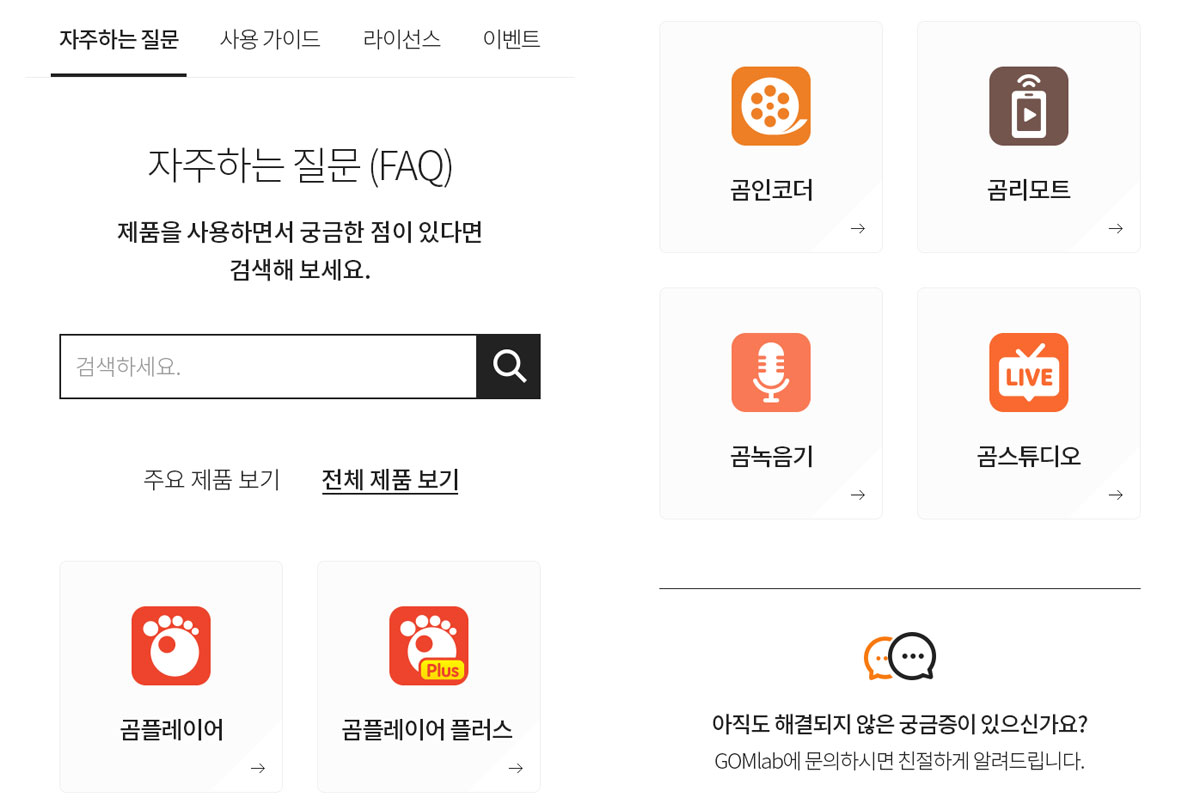 자주하는 질문 사용 가이드 라이선스 이벤트
자주하는 질문 (FAQ)
제품을 사용하면서 궁금한 점이 있다면
검색해 보세요.
검색하세요.
주요 제품 보기 전체 제품 보기
Plus
곰플레이어 곰플레이어 플러스
곰인코더 곰리모트
LIVE
곰녹음기 곰스튜디오
아직도 해결되지 않은 궁금증이 있으신가요?
GOMlab에 문의하시면 친절하게 알려드립니다.